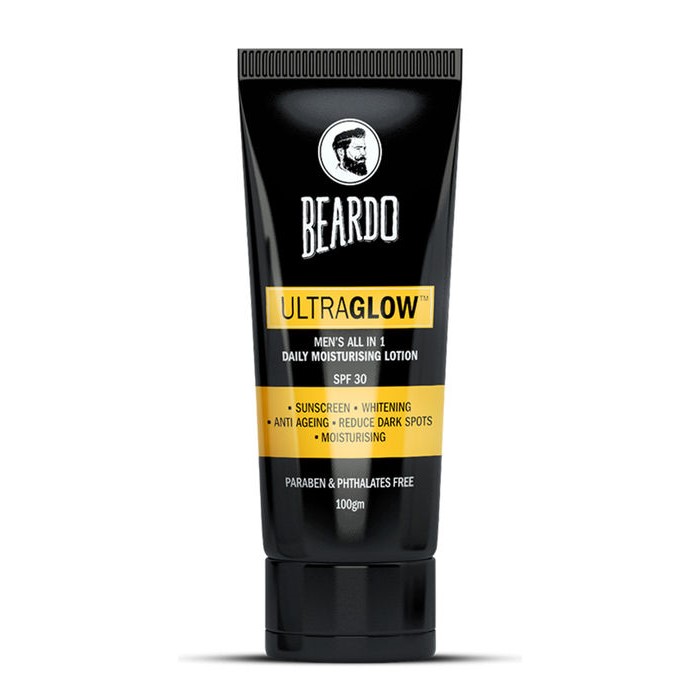 BEARDO
ULTRAGLOW™
MEN'S ALL IN 1
DAILY MOISTURISING LOTION
SPF 30
• SUNSCREEN • WHITENING
• ANTI AGEING • REDUCE DARK SPOTS
• MOISTURISING
PARABEN & PHTHALATES FREE
100gm